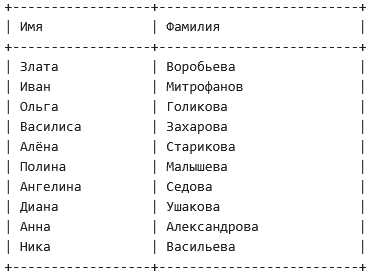 Имя Фамилия
Злата Воробьева
Иван Митрофанов
Ольга Голикова
Василиса Захарова
Алёна Старикова
Полина Малышева
Ангелина Седова
Диана Ушакова
Анна Александрова
Ника Васильева